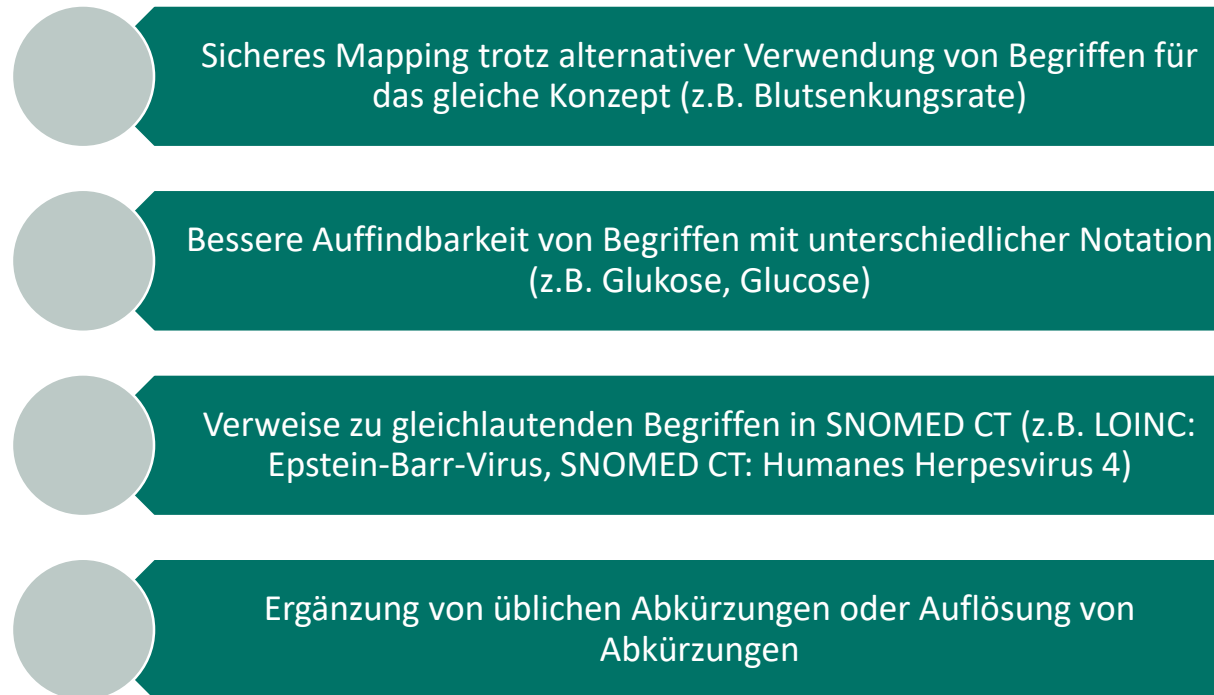 Sicheres Mapping trotz alternativer Verwendung von Begriffen für
das gleiche Konzept (z.B. Blutsenkungsrate)
Bessere Auffindbarkeit von Begriffen mit unterschiedlicher Notation
(z.B. Glukose, Glucose)
Verweise zu gleichlautenden Begriffen in SNOMED CT (z.B. LOINC:
Epstein-Barr-Virus, SNOMED CT: Humanes Herpesvirus 4)
Ergänzung von üblichen Abkürzungen oder Auflösung von
Abkürzungen